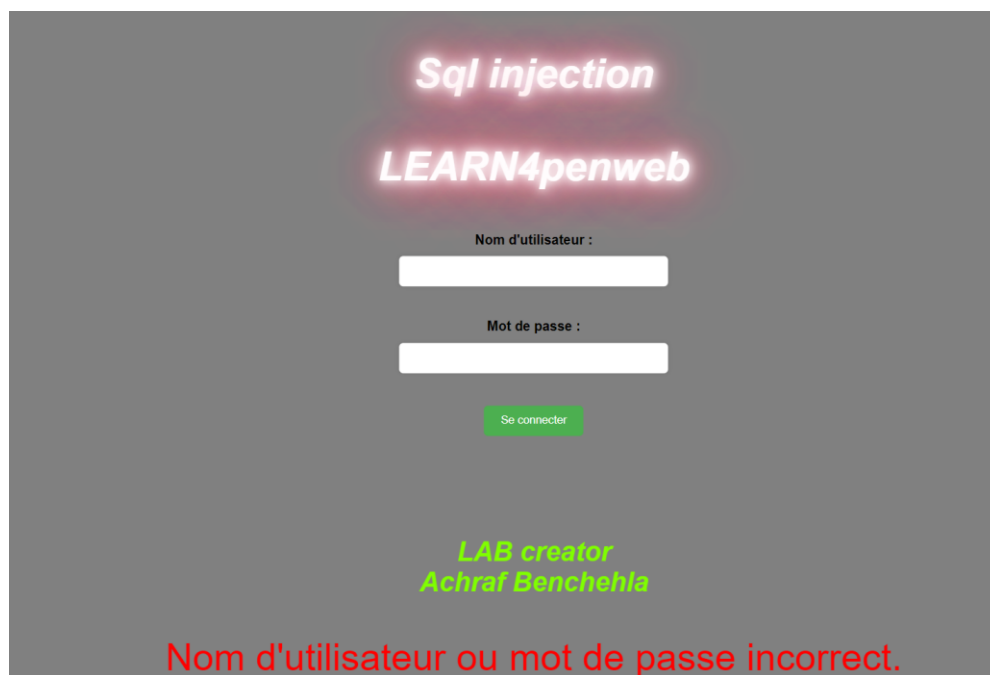 Sql injection
LEARN4penweb
Nom d'utilisateur :
Mot de passe :
Se connecter
LAB creator
Achraf Benchehla
Nom d'utilisateur ou mot de passe incorrect.